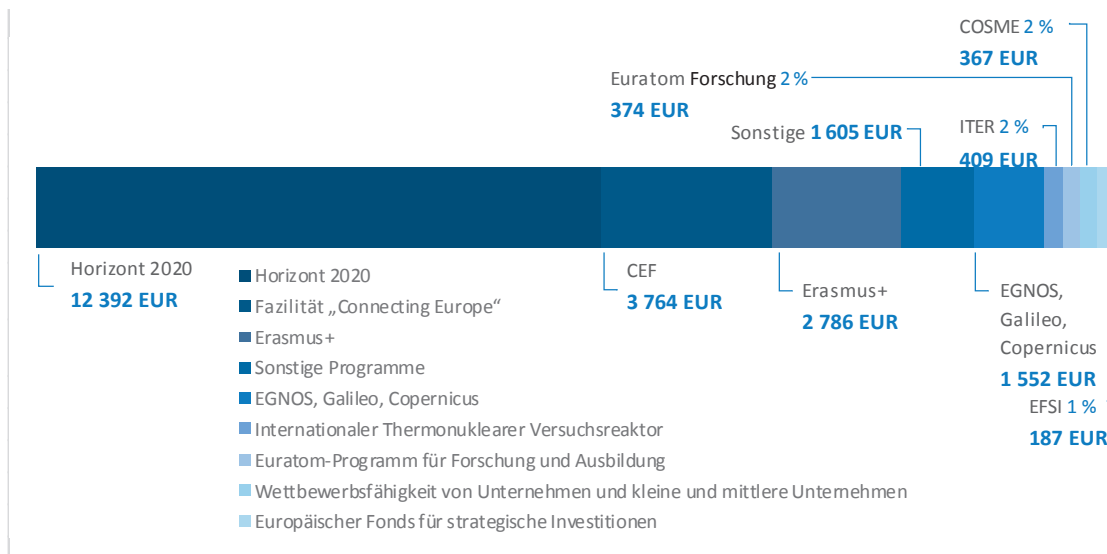 COSME 2 %
367 EUR
Euratom Forschung 2 %
374 EUR
Sonstige 1 605 EUR
ITER 2 %
409 EUR
Horizont 2020
12 392 EUR
CEF
3 764 EUR
Erasmus+
2 786 EUR
EGNOS,
Galileo,
Copernicus
1 552 EUR
EFSI 1 %
187 EUR
Horizont 2020
Fazilität „Connecting Europe“
Erasmus+
Sonstige Programme
EGNOS, Galileo, Copernicus
Internationaler Thermonuklearer Versuchsreaktor
Euratom-Programm für Forschung und Ausbildung
Wettbewerbsfähigkeit von Unternehmen und kleine und mittlere Unternehmen
Europäischer Fonds für strategische Investitionen